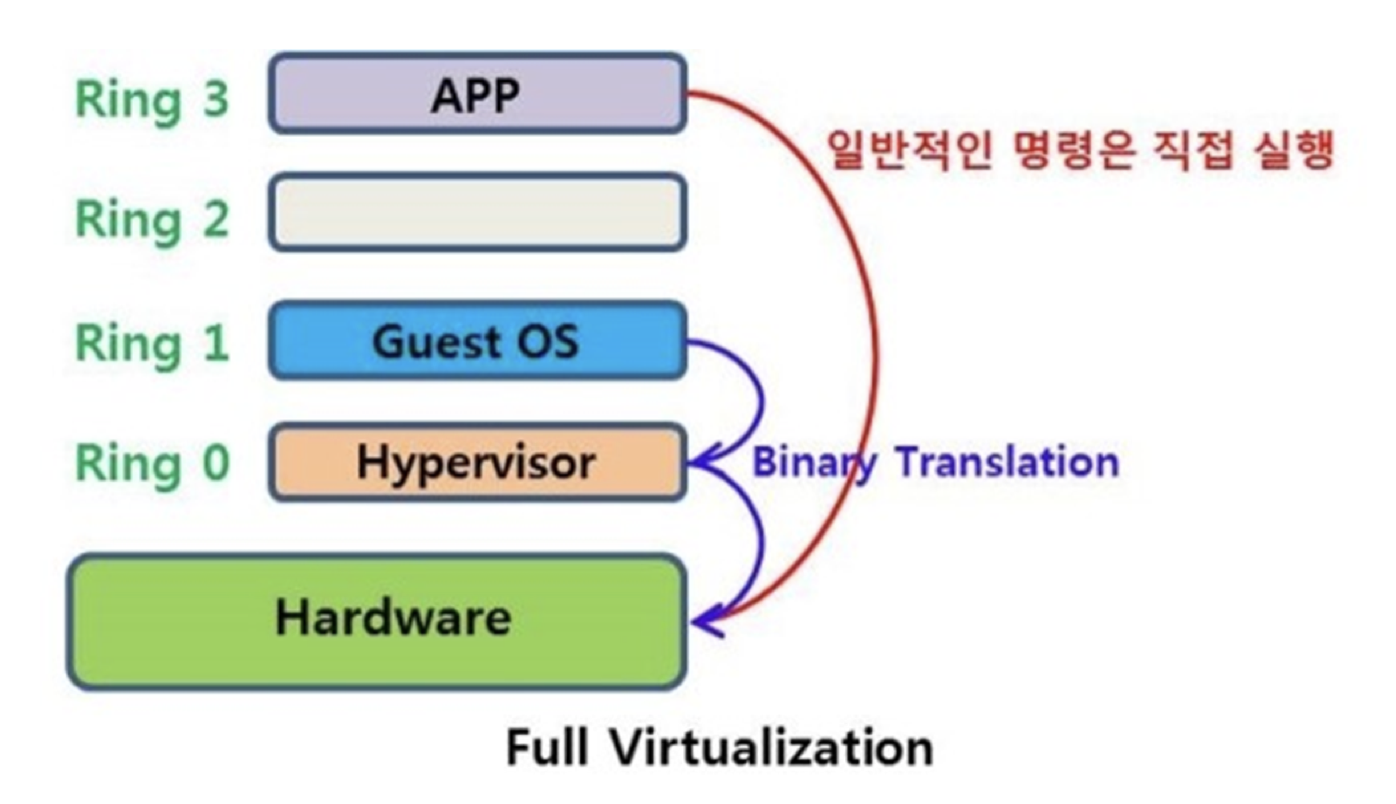 Ring 3
APP
일반적인 명령은 직접 실행
Ring 2
Ring 1
Guest OS
Ring 0
Hypervisor
Binary Translation
Hardware
Full Virtualization